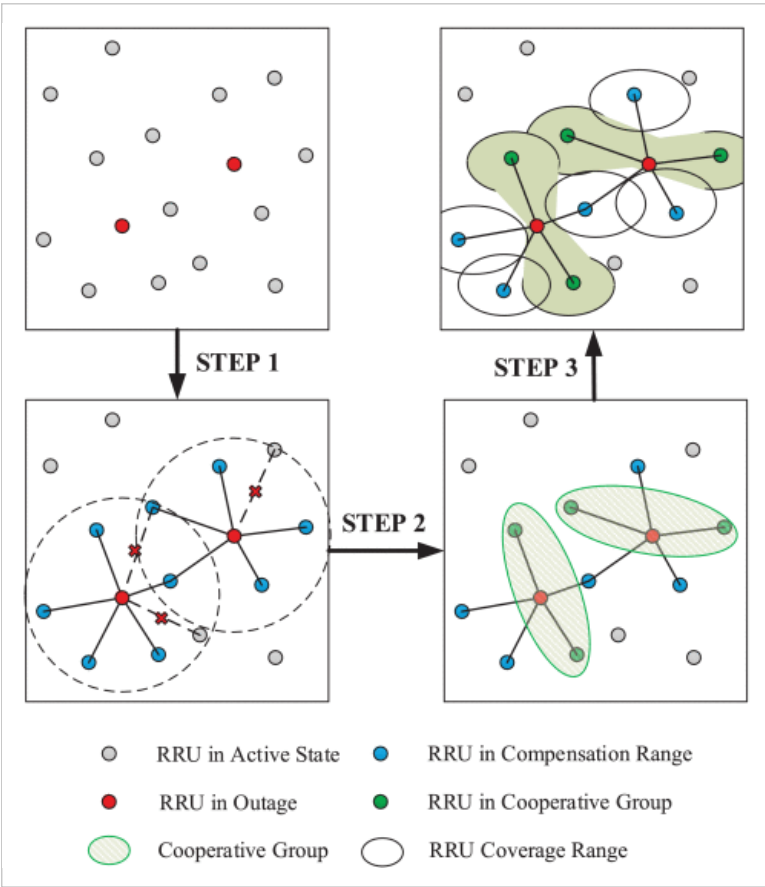 STEP 1
STEP 3
STEP 2
RRU in Active State
RRU in Compensation Range
RRU in Outage
RRU in Cooperative Group
Cooperative Group
RRU Coverage Range